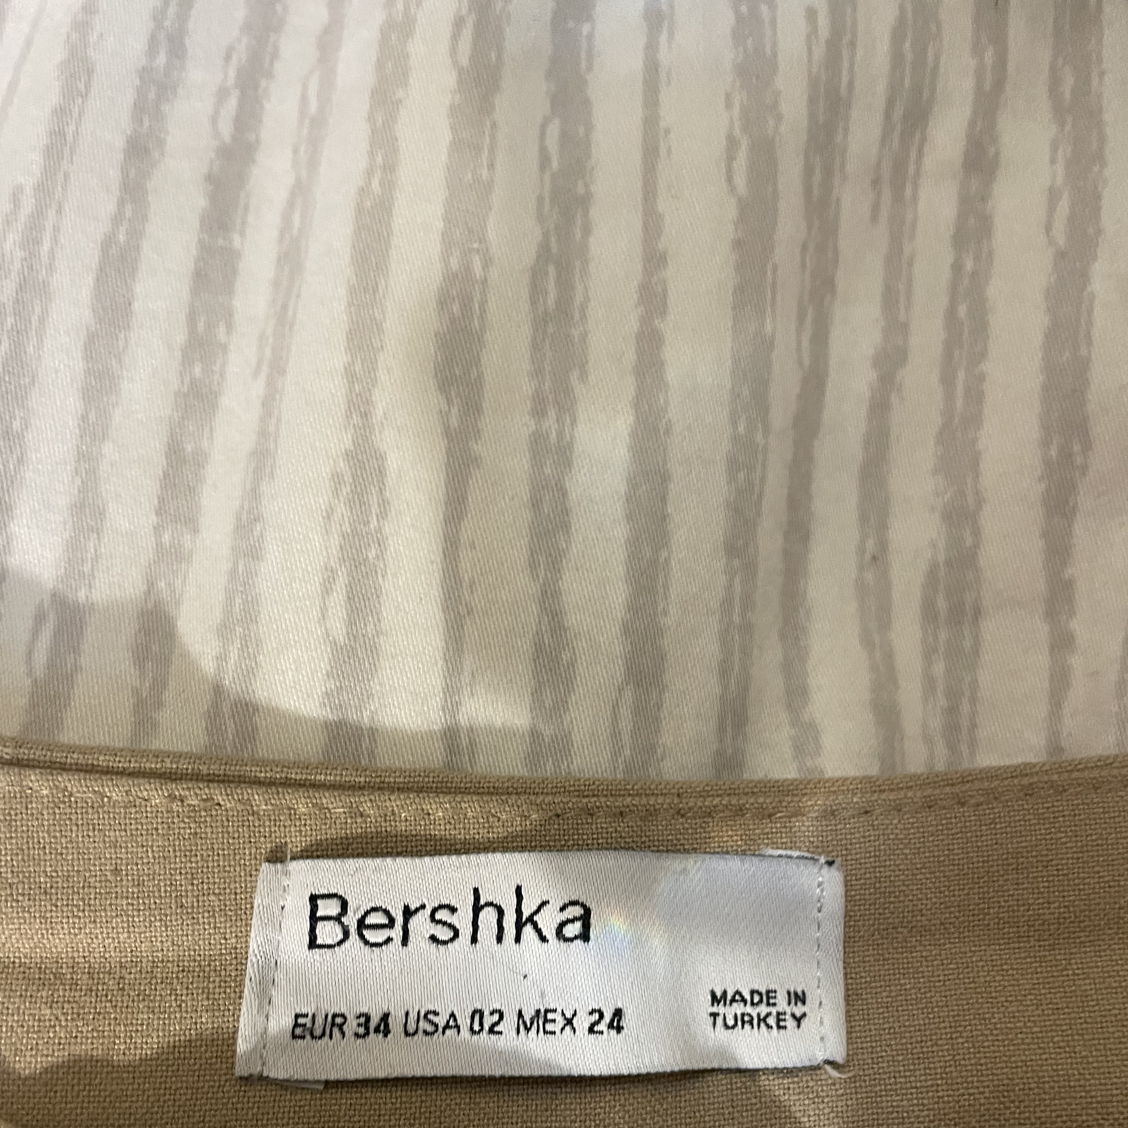 Bershka
EUR 34 USA 02 MEX 24
MADE IN
TURKEY